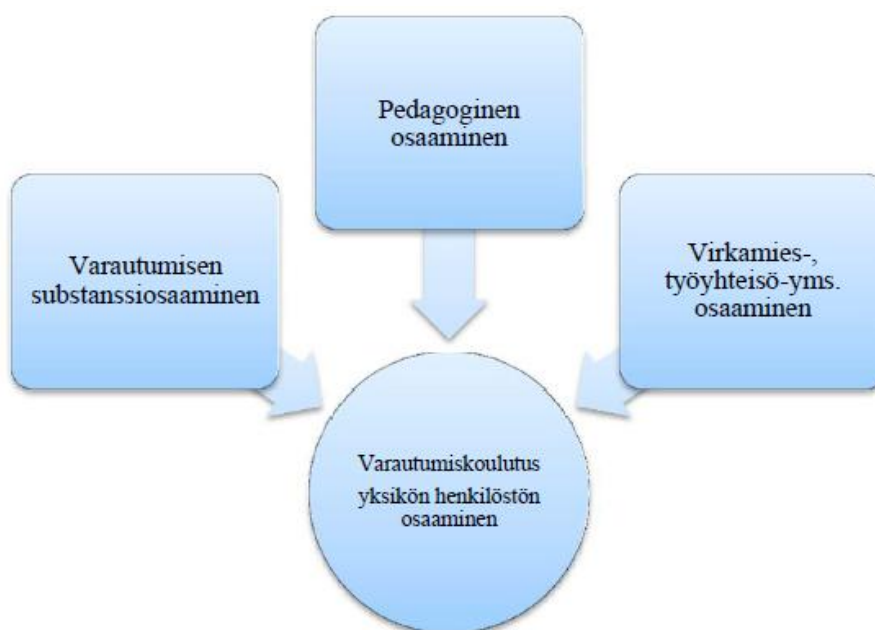 Pedagoginen
osaaminen
Varautumisen
substanssiosaaminen
Virkamies-,
työyhteisö-yms.
osaaminen
Varautumiskoulutus
yksikön henkilöstön
osaaminen